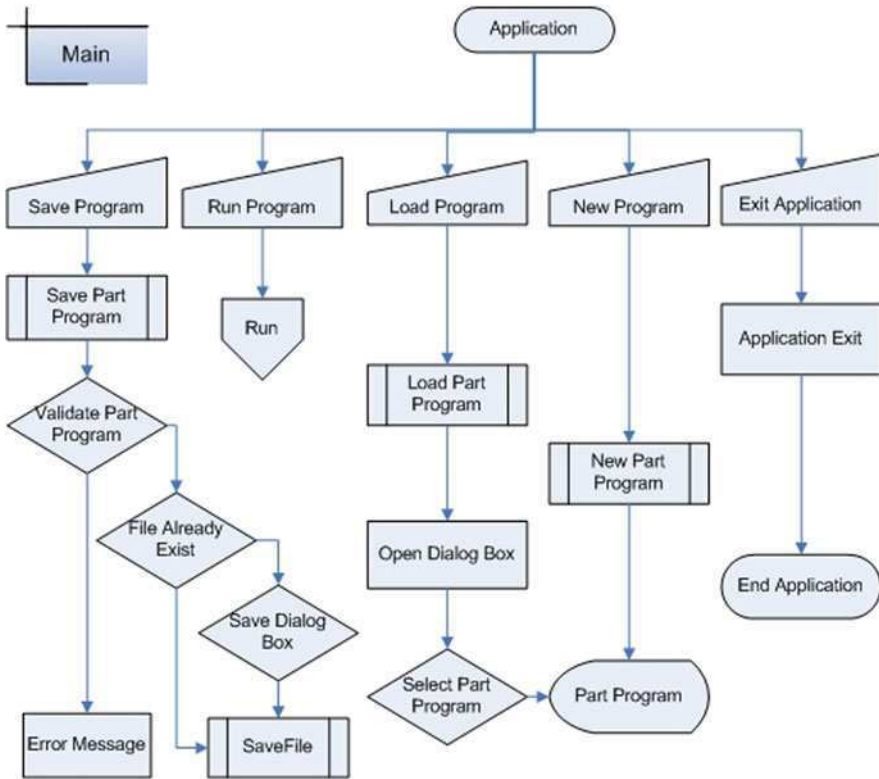 Main
Application
Save Program
Run Program
Load Program
New Program
Exit Application
Save Part
Program
Run
Application Exit
Load Part
Program
Validate Part
Program
New Part
Program
File Already
Exist
Open Dialog Box
End Application
Save Dialog
Box
Select Part
Program
Part Program
Error Message
SaveFile